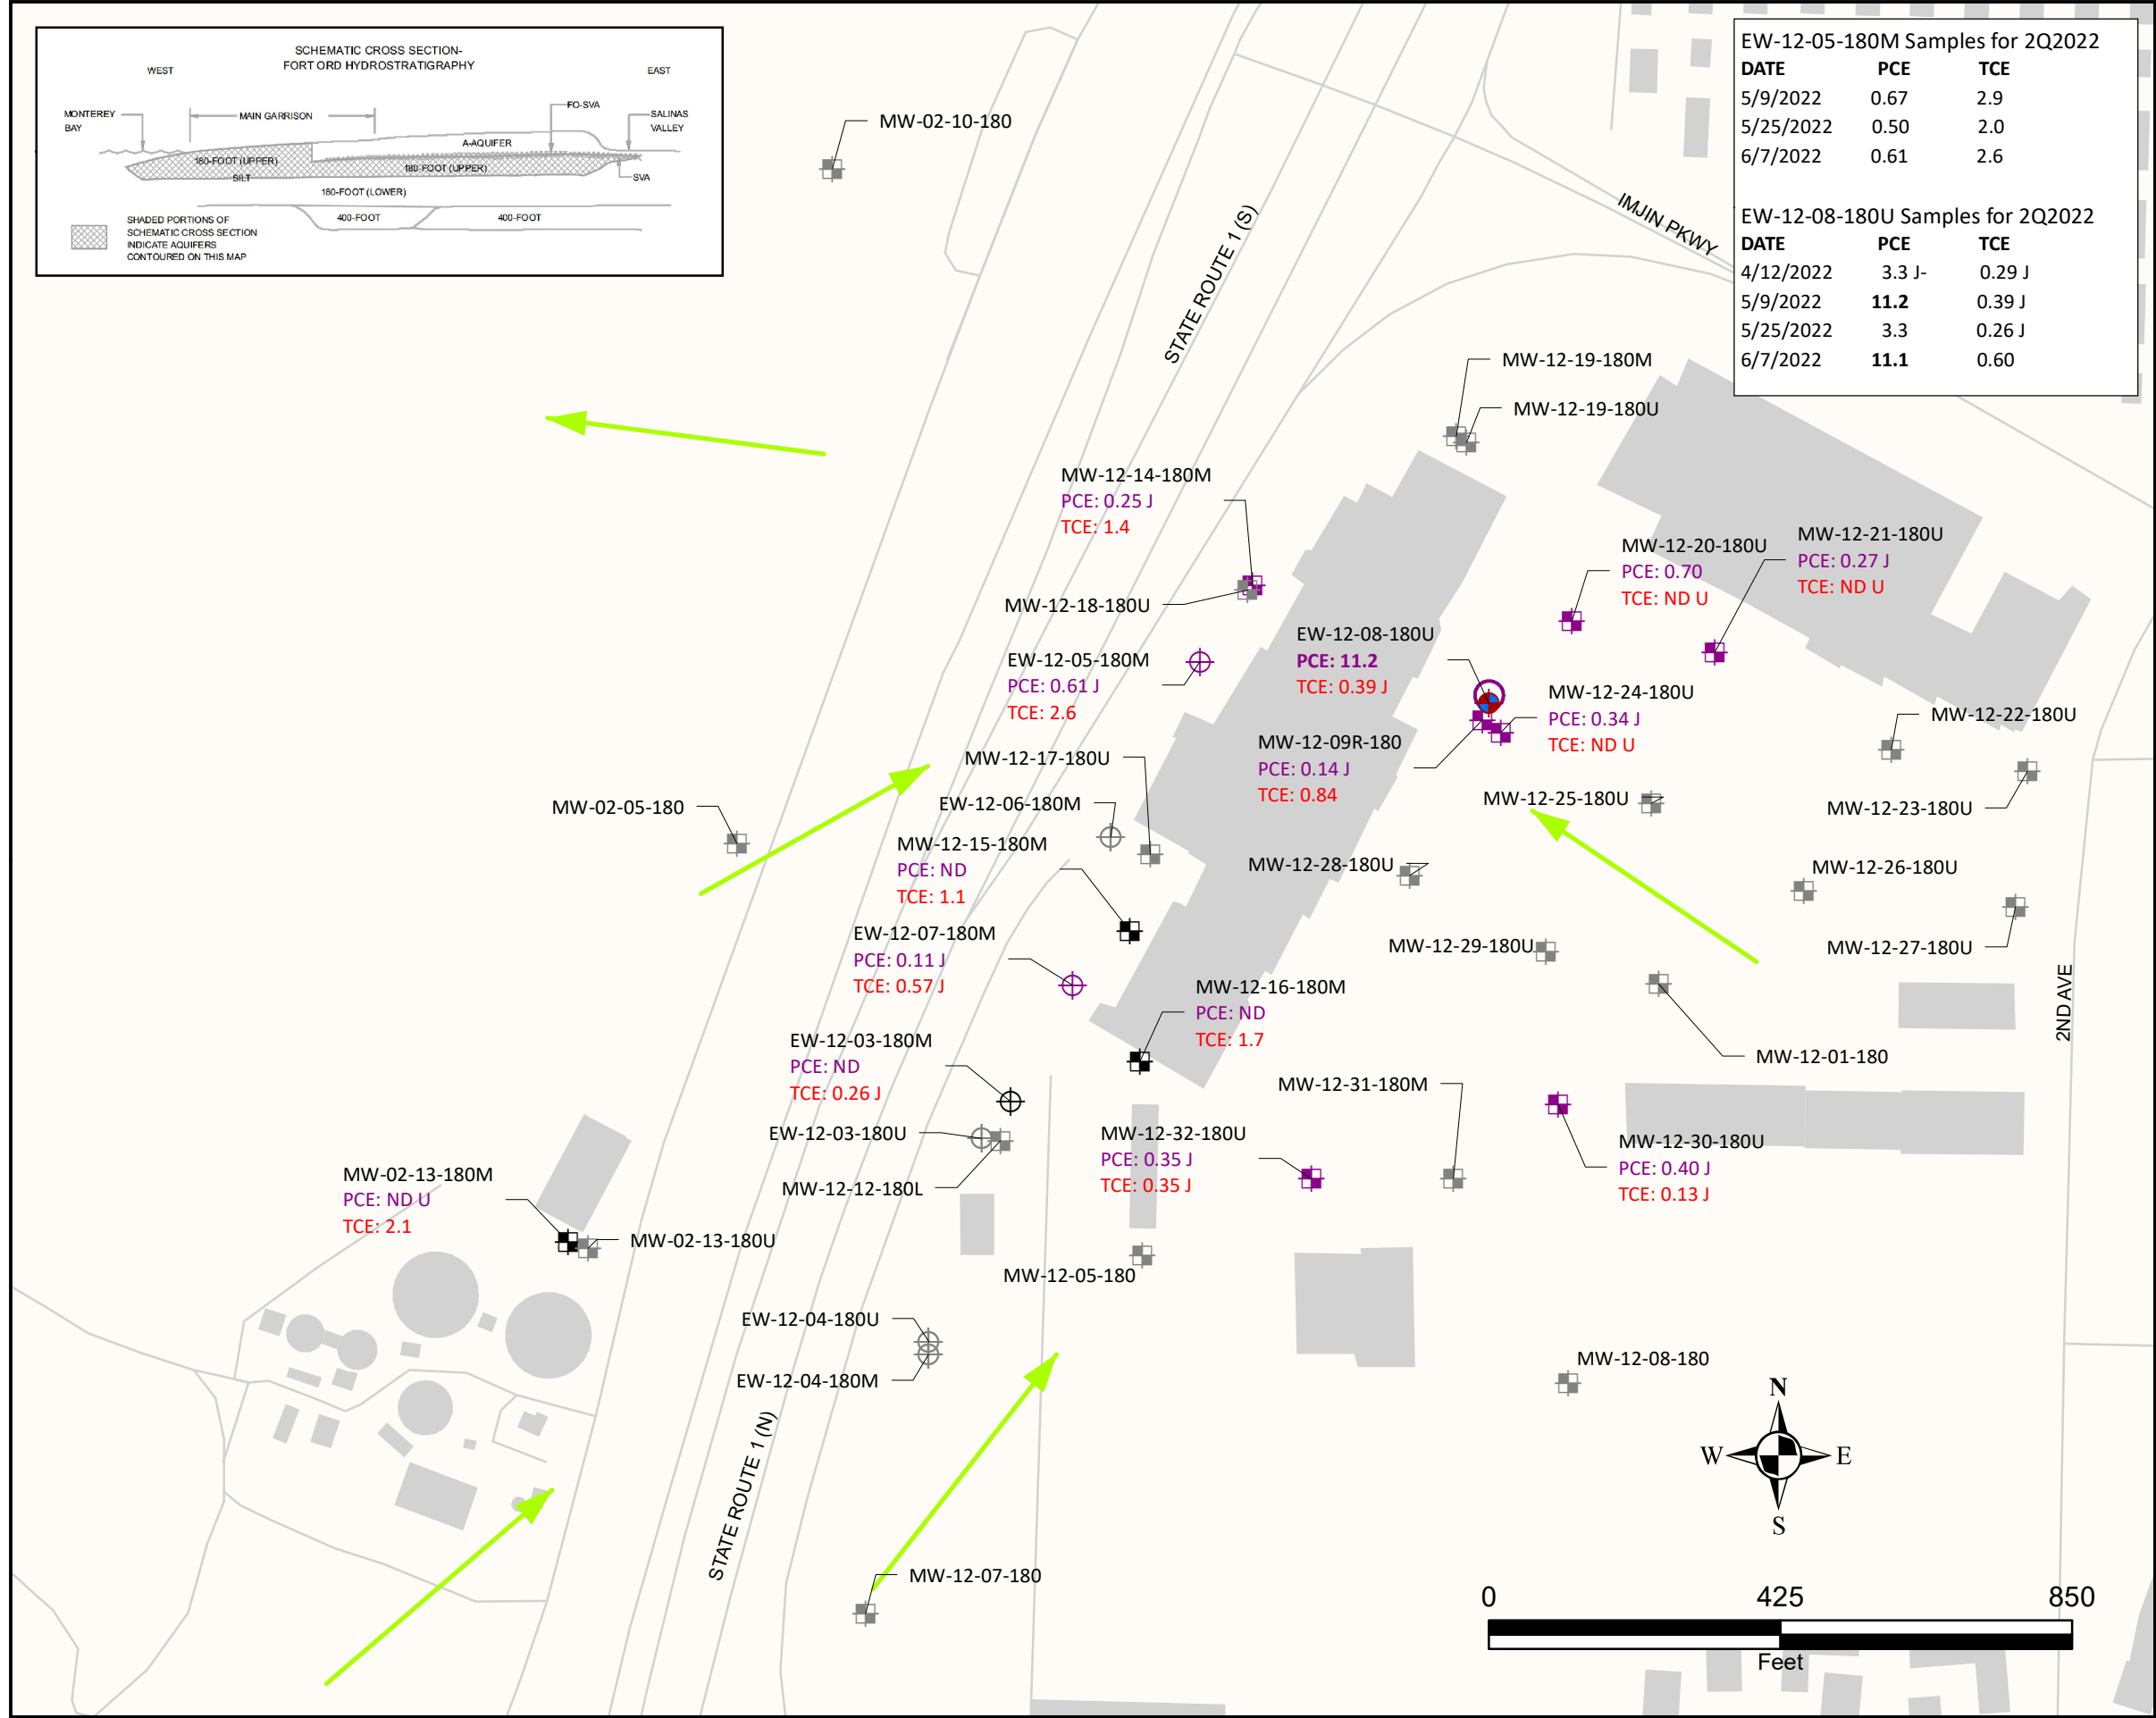 SCHEMATIC CROSS SECTION-
FORT ORD HYDROSTRATIGRAPHY
WEST
EAST
MONTEREY
BAY
MAIN GARRISON
FO-SVA
SALINAS
VALLEY
A-AQUIFER
180-FOOT (UPPER)
180-FOOT (UPPER)
SILT
SVA
180-FOOT (LOWER)
400-FOOT
400-FOOT
SHADED PORTIONS OF
SCHEMATIC CROSS SECTION
INDICATE AQUIFERS
CONTOURED ON THIS MAP
EW-12-05-180M Samples for 2Q2022
DATE PCE TCE
5/9/2022 0.67 2.9
5/25/2022 0.50 2.0
6/7/2022 0.61 2.6
EW-12-08-180U Samples for 2Q2022
DATE PCE TCE
4/12/2022 3.3 J- 0.29 J
5/9/2022 11.2 0.39 J
5/25/2022 3.3 0.26 J
6/7/2022 11.1 0.60
MW-02-10-180
STATE ROUTE 1 (S)
IMJIN PKWY
MW-12-19-180M
MW-12-19-180U
MW-12-14-180M
PCE: 0.25 J
TCE: 1.4
MW-12-18-180U
MW-12-20-180U
PCE: 0.70
TCE: ND U
MW-12-21-180U
PCE: 0.27 J
TCE: ND U
EW-12-05-180M
PCE: 0.61 J
TCE: 2.6
EW-12-08-180U
PCE: 11.2
TCE: 0.39 J
MW-12-24-180U
PCE: 0.34 J
TCE: ND U
MW-12-09R-180
PCE: 0.14 J
TCE: 0.84
MW-12-22-180U
MW-12-23-180U
MW-12-17-180U
MW-12-25-180U
MW-02-05-180
EW-12-06-180M
MW-12-15-180M
PCE: ND
TCE: 1.1
MW-12-28-180U
MW-12-26-180U
MW-12-27-180U
EW-12-07-180M
PCE: 0.11 J
TCE: 0.57 J
MW-12-29-180U
MW-12-16-180M
PCE: ND
TCE: 1.7
MW-12-01-180
2ND AVE
EW-12-03-180M
PCE: ND
TCE: 0.26 J
MW-12-31-180M
EW-12-03-180U
MW-12-12-180L
MW-12-32-180U
PCE: 0.35 J
TCE: 0.35 J
MW-12-30-180U
PCE: 0.40 J
TCE: 0.13 J
MW-02-13-180M
PCE: ND U
TCE: 2.1
MW-02-13-180U
MW-12-05-180
EW-12-04-180U
EW-12-04-180M
MW-12-08-180
STATE ROUTE 1 (N)
MW-12-07-180
N
W E
S
0 425 850
Feet